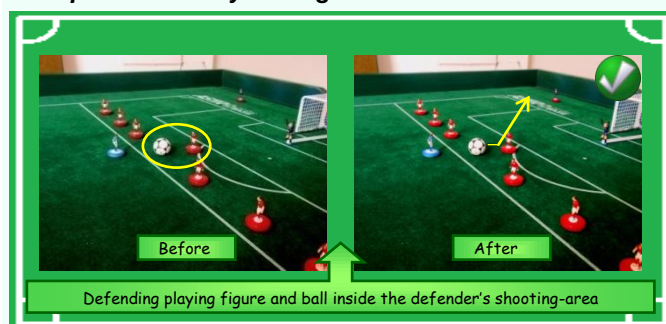 Before
After
Defending playing figure and ball inside the defender's shooting-area